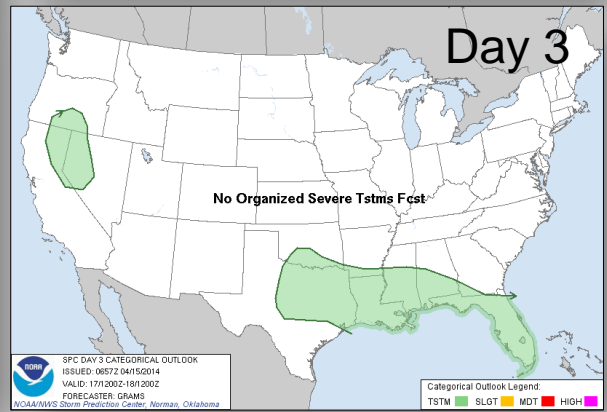 Day 3
No Organized Severe Tstms Fcst
NOAA
SPC DAY 3 CATEGORICAL OUTLOOK
ISSUED: 0657Z 04/15/2014
VALID: 17/1200Z-18/1200Z
FORECASTER: GRAMS
NOAA/NWS Storm Prediction Center, Norman, Oklahoma
Categorical Outlook Legend:
TSTM SLGT MDT HIGH